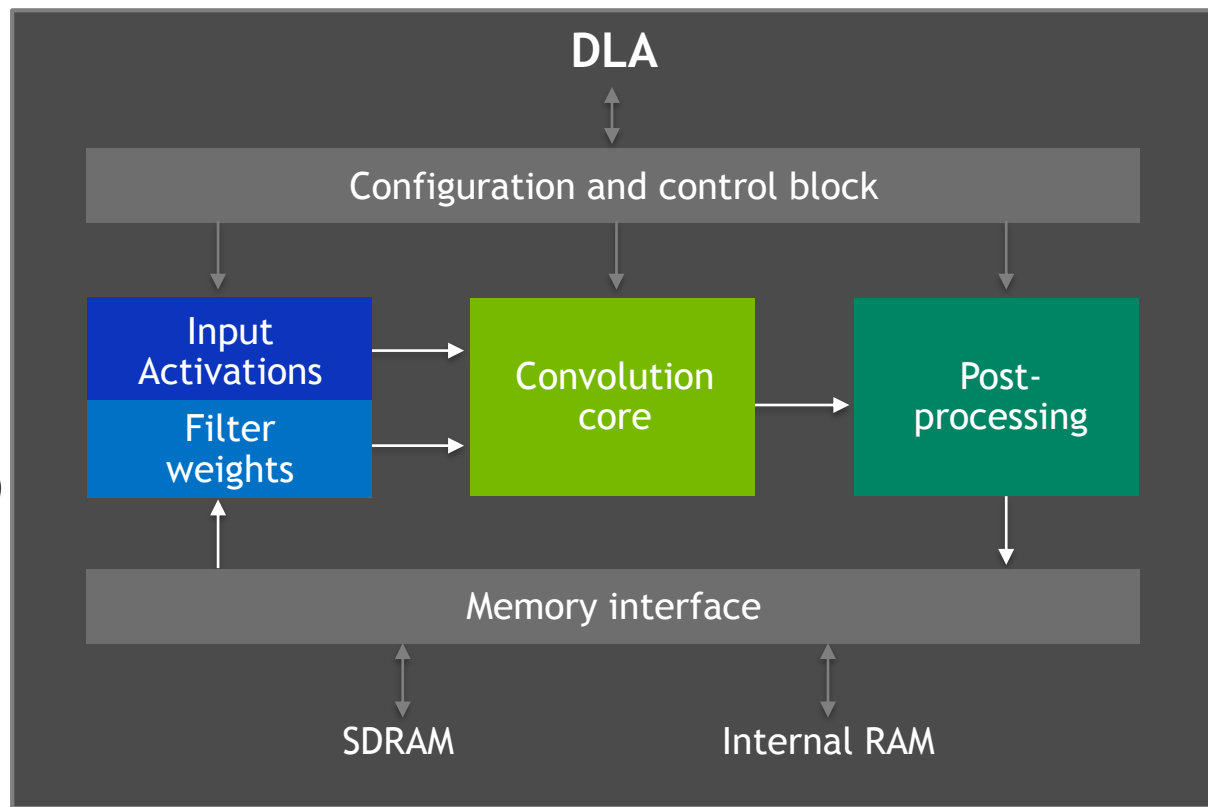 DLA
Configuration and control block
Input
Activations
Filter
weights
Convolution
core
Post-
processing
Memory interface
SDRAM
Internal RAM